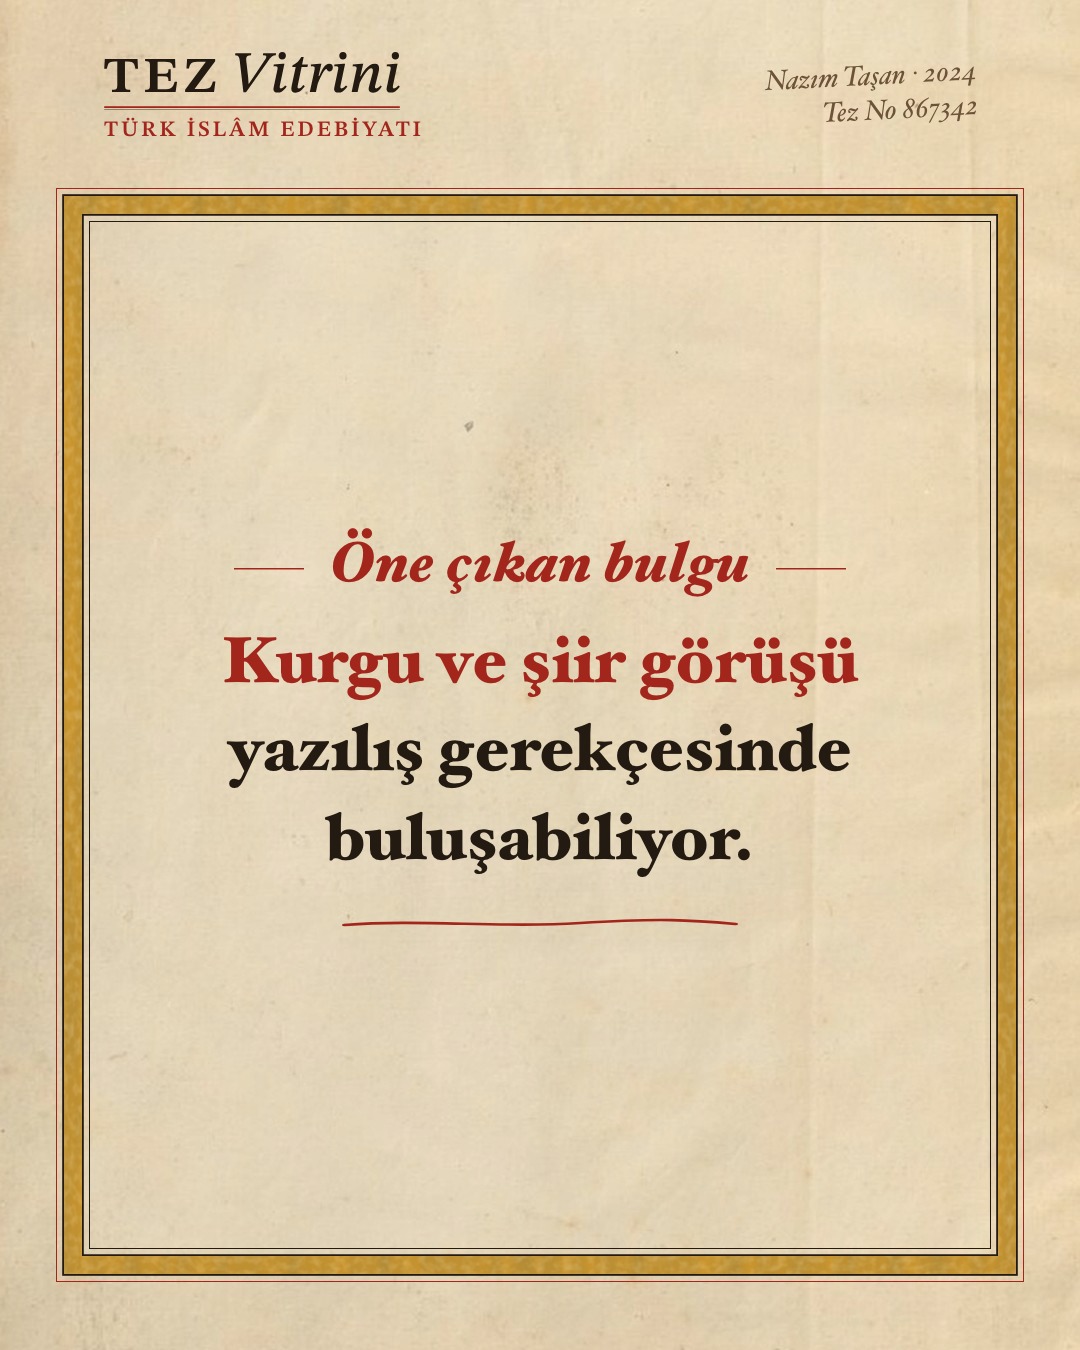 TEZ Vitrini
TÜRK İSLÂM EDEBİYATI
Nazım Taşan · 2024
Tez No 867342
Öne çıkan bulgu
Kurgu ve şiir görüşü
yazılış gerekçesinde
buluşabiliyor.